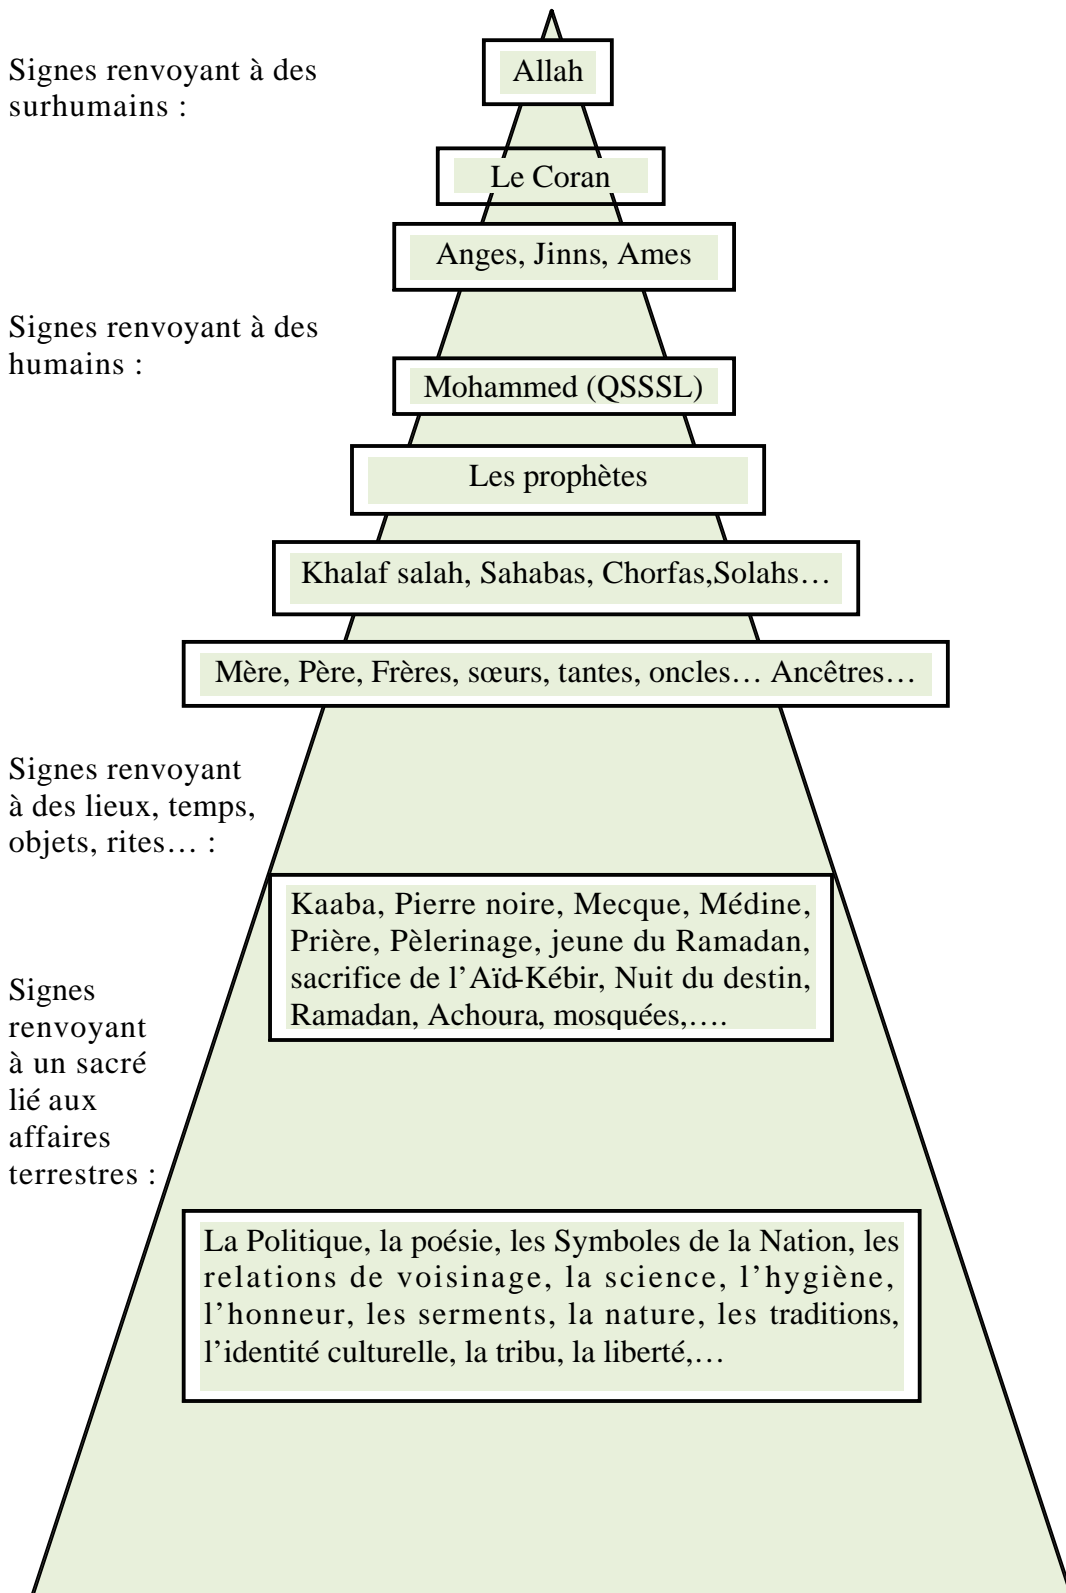 Signes renvoyant à des
surhumains :
Allah
Le Coran
Anges, Jinns, Ames
Signes renvoyant à des
humains :
Mohammed (QSSSL)
Les prophètes
Khalaf salah, Sahabas, Chorfas,Solahs…
Mère, Père, Frères, sœurs, tantes, oncles… Ancêtres…
Signes renvoyant
à des lieux, temps,
objets, rites… :
Kaaba, Pierre noire, Mecque, Médine,
Prière, Pèlerinage, jeune du Ramadan,
sacrifice de l’Aïd-Kébir, Nuit du destin,
Ramadan, Achoura, mosquées,….
Signes
renvoyant
à un sacré
lié aux
affaires
terrestres :
La Politique, la poésie, les Symboles de la Nation, les
relations de voisinage, la science, l’hygiène,
l’honneur, les serments, la nature, les traditions,
l’identité culturelle, la tribu, la liberté,…